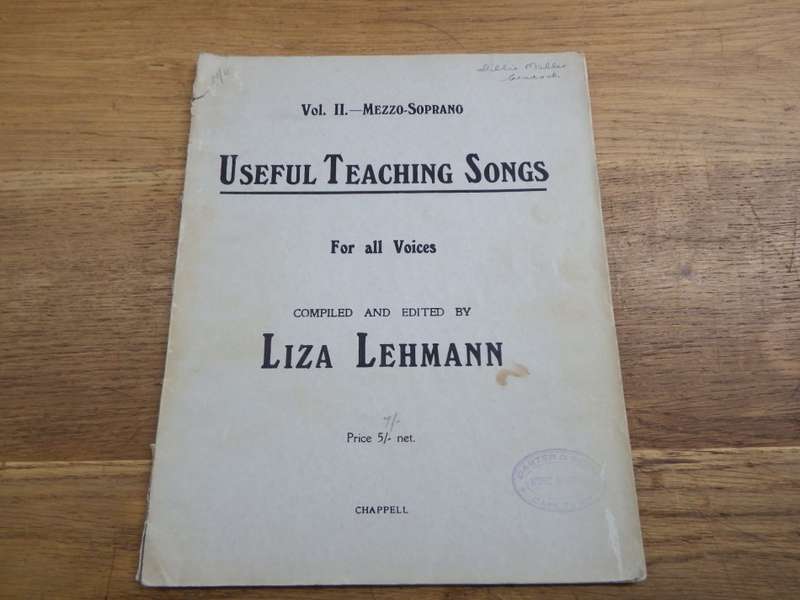 Vol. II.—Mezzo-Soprano
Useful Teaching Songs
For all Voices
COMPILED AND EDITED BY
Liza Lehmann
7/-
Price 5/- net.
CHAPPELL